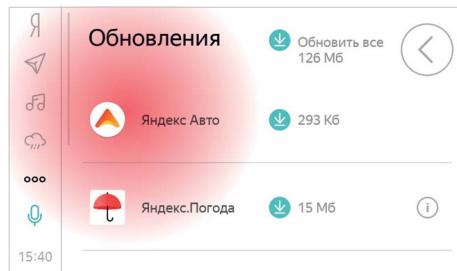 Я
Обновления
Обновить все
126 Мб
Яндекс Авто
293 Кб
Яндекс.Погода
15 Мб
i
15:40